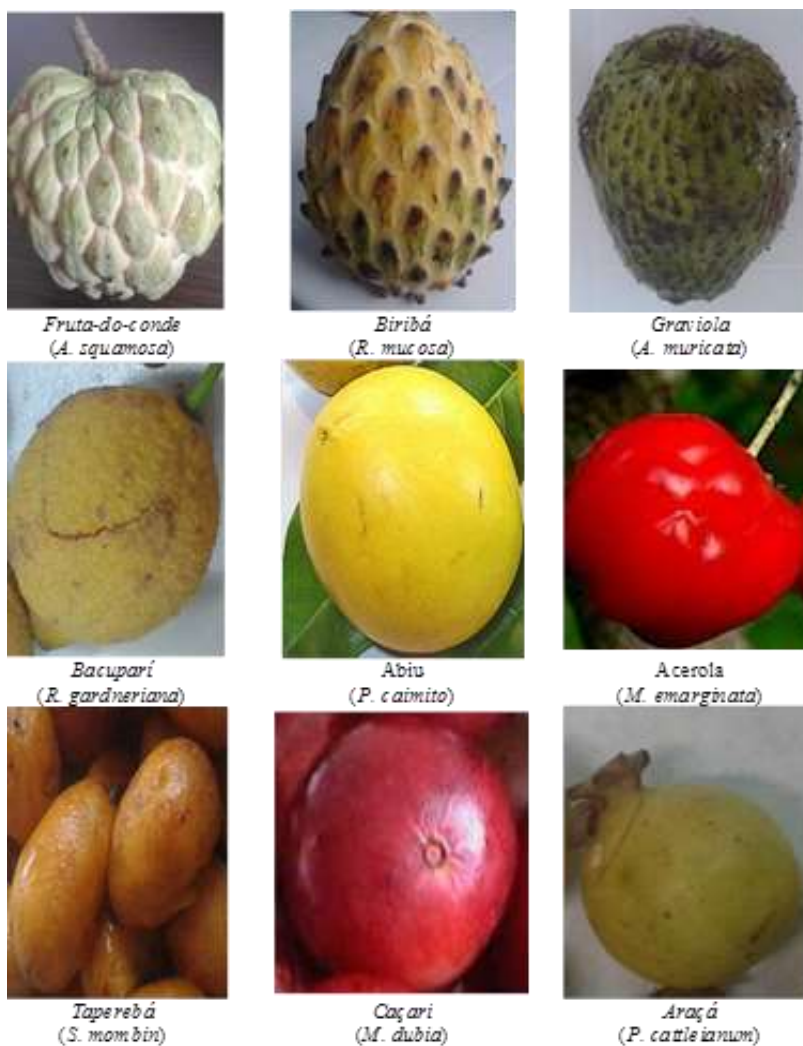 Fruta-do-conde
(A. squamosa)
Biribá
(R. mucosa)
Graviola
(A. muricata)
Bacuparí
(R. gardneriana)
Abiu
(P. caimito)
Acerola
(M. emarginata)
Taperebá
(S. mombin)
Caçari
(M. dubia)
Araçá
(P. cattleianum)